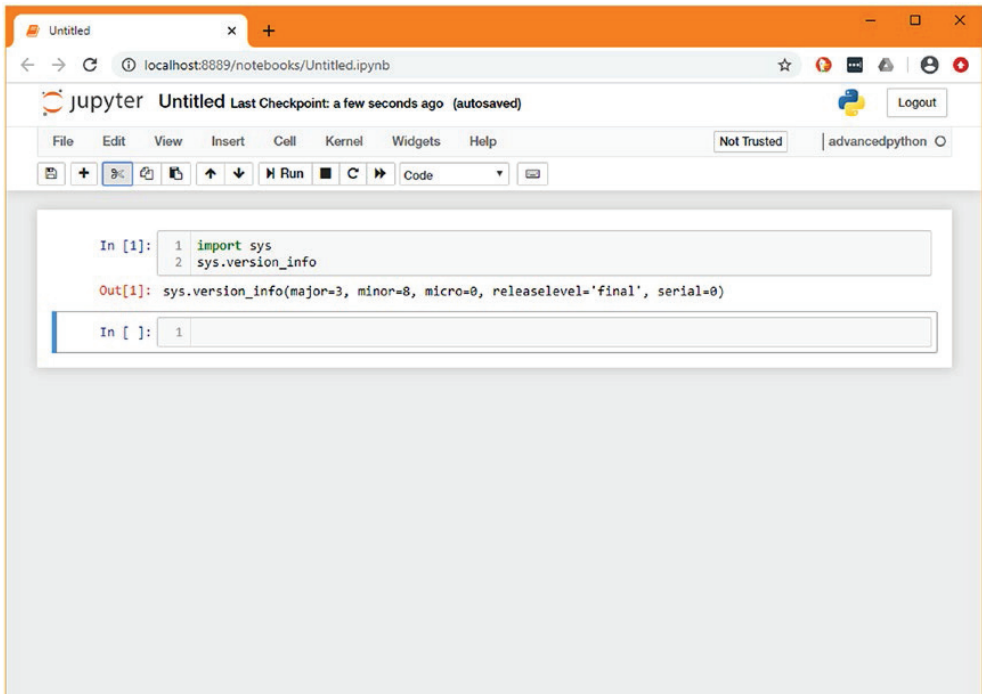 Untitled
localhost:8889/notebooks/Untitled.ipynb
jupyter Untitled Last Checkpoint: a few seconds ago (autosaved)
Logout
File Edit View Insert Cell Kernel Widgets Help Not Trusted advancedpython
Run Code
In [1]: 1 import sys
2 sys.version_info
Out[1]: sys.version_info(major=3, minor=8, micro=0, releaselevel='final', serial=0)
In [ ]: 1